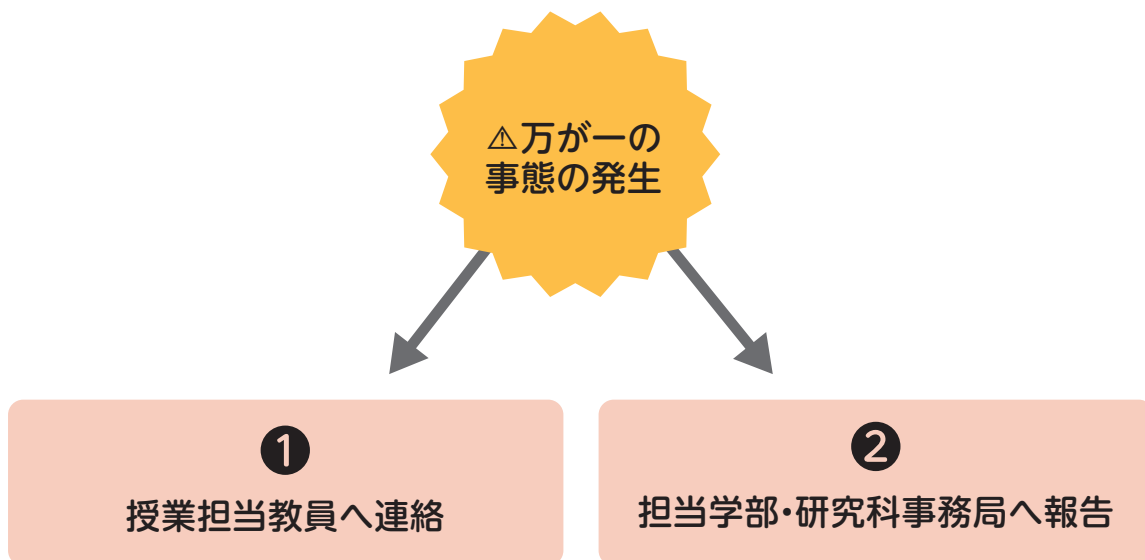 ⚠万が一の
事態の発生
❶
授業担当教員へ連絡
❷
担当学部・研究科事務局へ報告